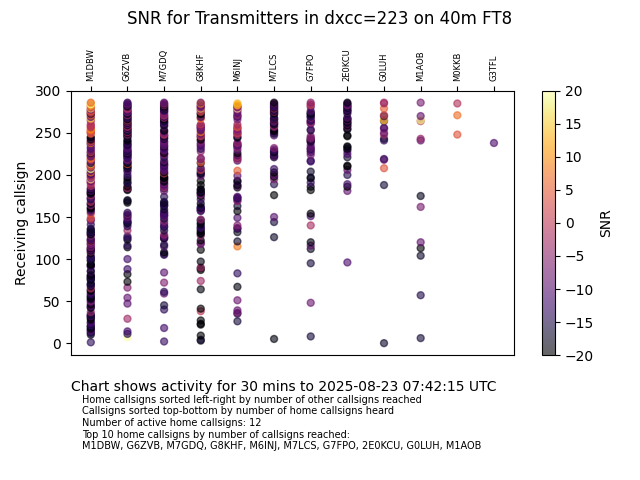 SNR for Transmitters in dxcc=223 on 40m FT8
M1DBW G6ZVB M7GDQ G8KHF M6INJ M7LCS G7FPO 2E0KCU G0LUH M1AOB M0KKB G3TFL
300
250
200
150
100
50
0
Receiving callsign
20
15
10
5
0
−5
−10
−15
−20
SNR
Chart shows activity for 30 mins to 2025-08-23 07:42:15 UTC
Home callsigns sorted left-right by number of other callsigns reached
Callsigns sorted top-bottom by number of home callsigns heard
Number of active home callsigns: 12
Top 10 home callsigns by number of callsigns reached:
M1DBW, G6ZVB, M7GDQ, G8KHF, M6INJ, M7LCS, G7FPO, 2E0KCU, G0LUH, M1AOB